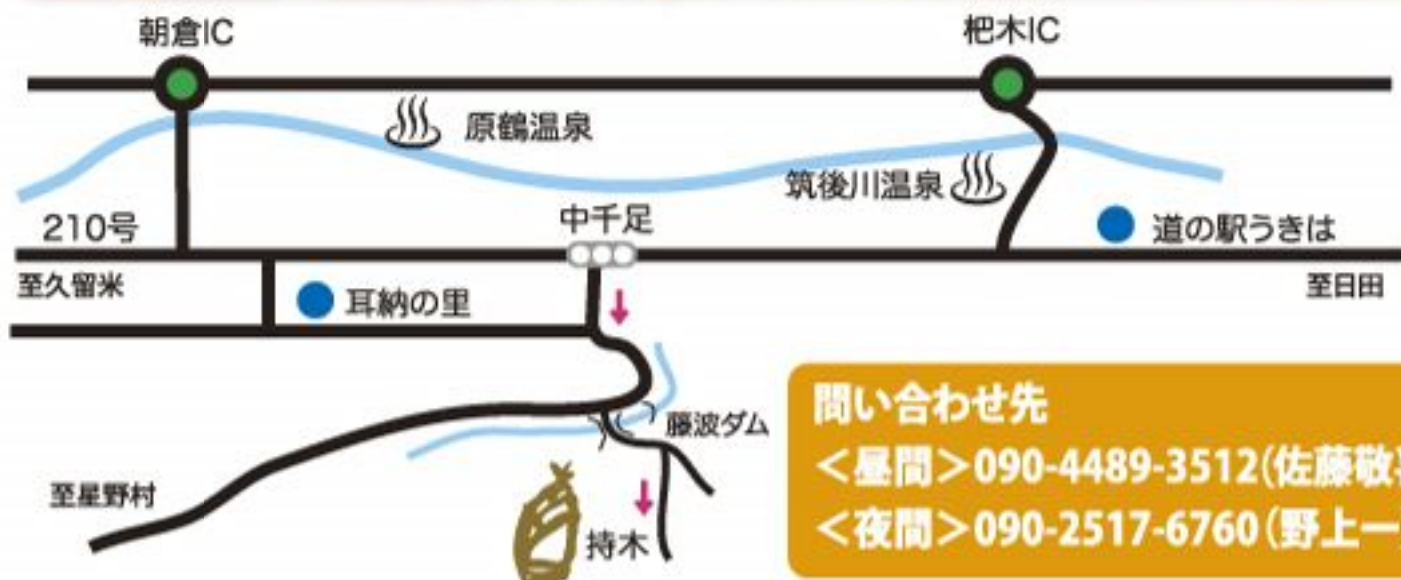 朝倉IC
杷木IC
原鶴温泉
筑後川温泉
中千足
210号
道の駅うきは
至久留米
至日田
耳納の里
藤波ダム
至星野村
持木
問い合わせ先
＜昼間＞090-4489-3512(佐藤敬
＜夜間＞090-2517-6760(野上一